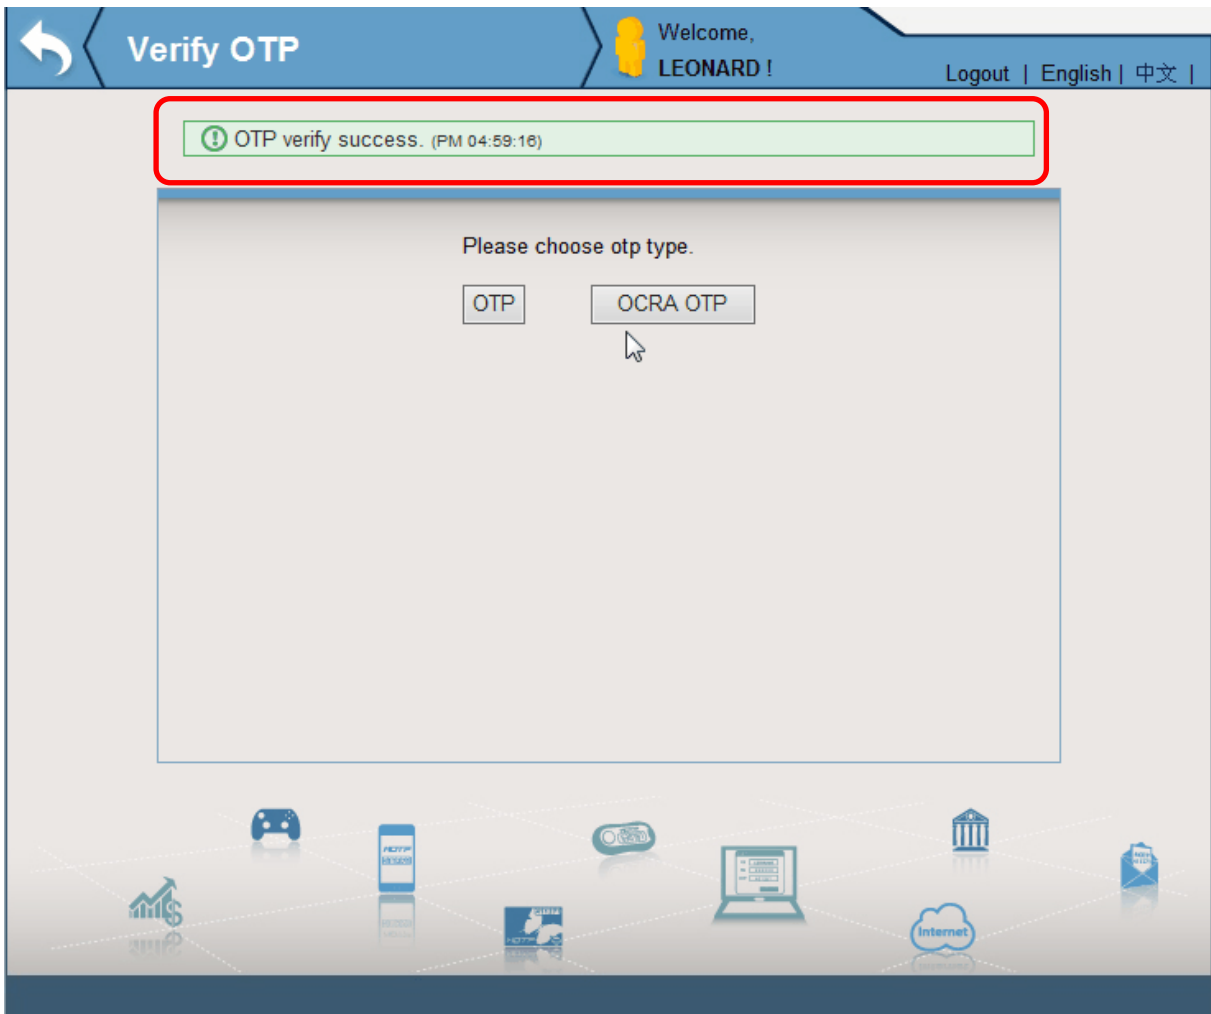 Verify OTP
Welcome,
LEONARD !
Logout | English | 中文 |
OTP verify success. (PM 04:59:16)
Please choose otp type.
OTP
OCRA OTP
HOTP
Internet